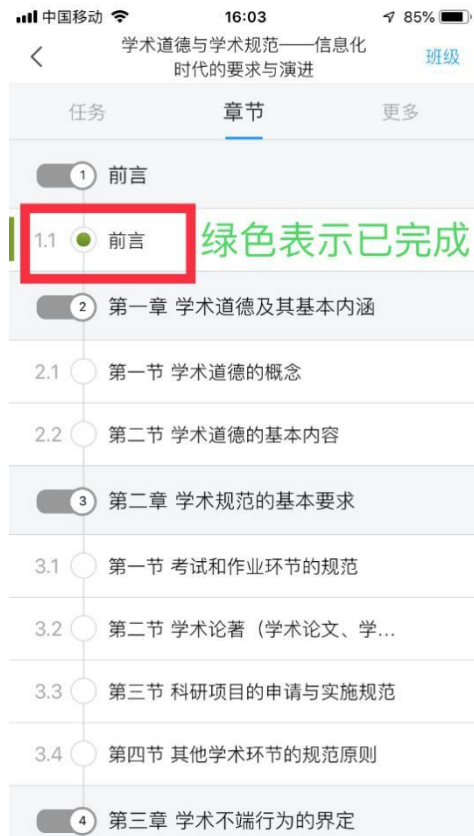 中国移动 16:03 85%
学术道德与学术规范——信息化
时代的要求与演进
班级
任务 章节 更多
1 前言
1.1 前言 绿色表示已完成
2 第一章 学术道德及其基本内涵
2.1 第一节 学术道德的概念
2.2 第二节 学术道德的基本内容
3 第二章 学术规范的基本要求
3.1 第一节 考试和作业环节的规范
3.2 第二节 学术论著（学术论文、学...
3.3 第三节 科研项目的申请与实施规范
3.4 第四节 其他学术环节的规范原则
4 第三章 学术不端行为的界定